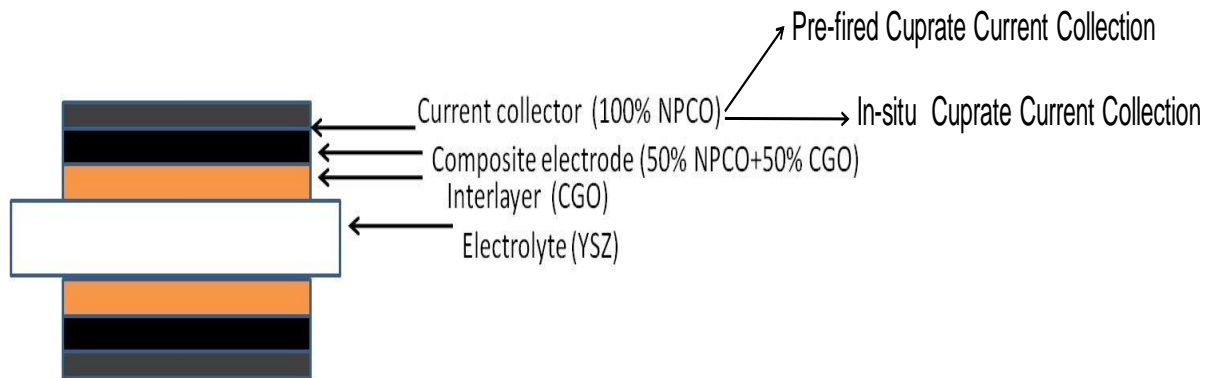 Pre-fired Cuprate Current Collection
Current collector (100% NPCO)
In-situ Cuprate Current Collection
Composite electrode (50% NPCO+50% CGO)
Interlayer (CGO)
Electrolyte (YSZ)